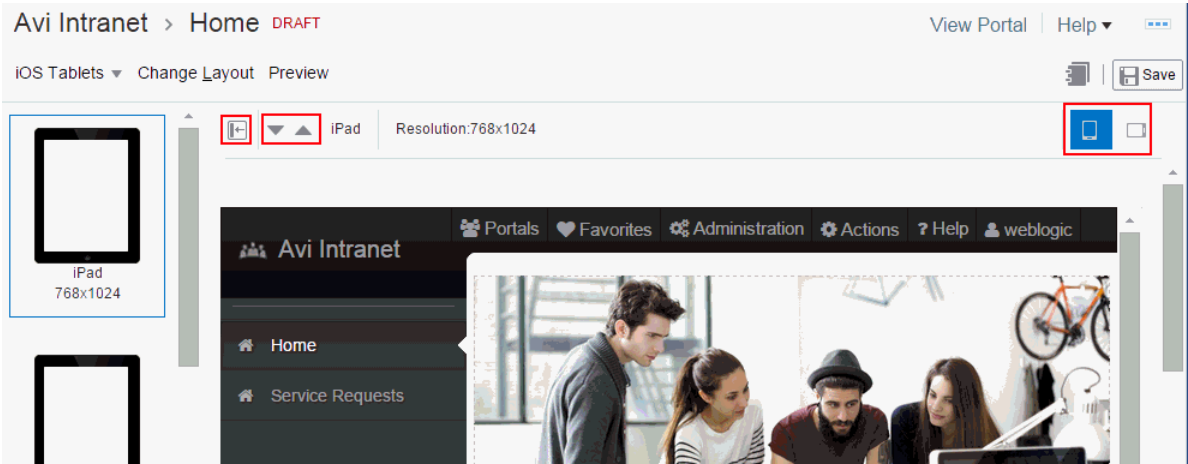 Avi Intranet > Home DRAFT
View Portal Help
iOS Tablets Change Layout Preview
Save
iPad Resolution:768x1024
iPad
768x1024
Portals Favorites Administration Actions ? Help weblogic
Avi Intranet
Home
Service Requests